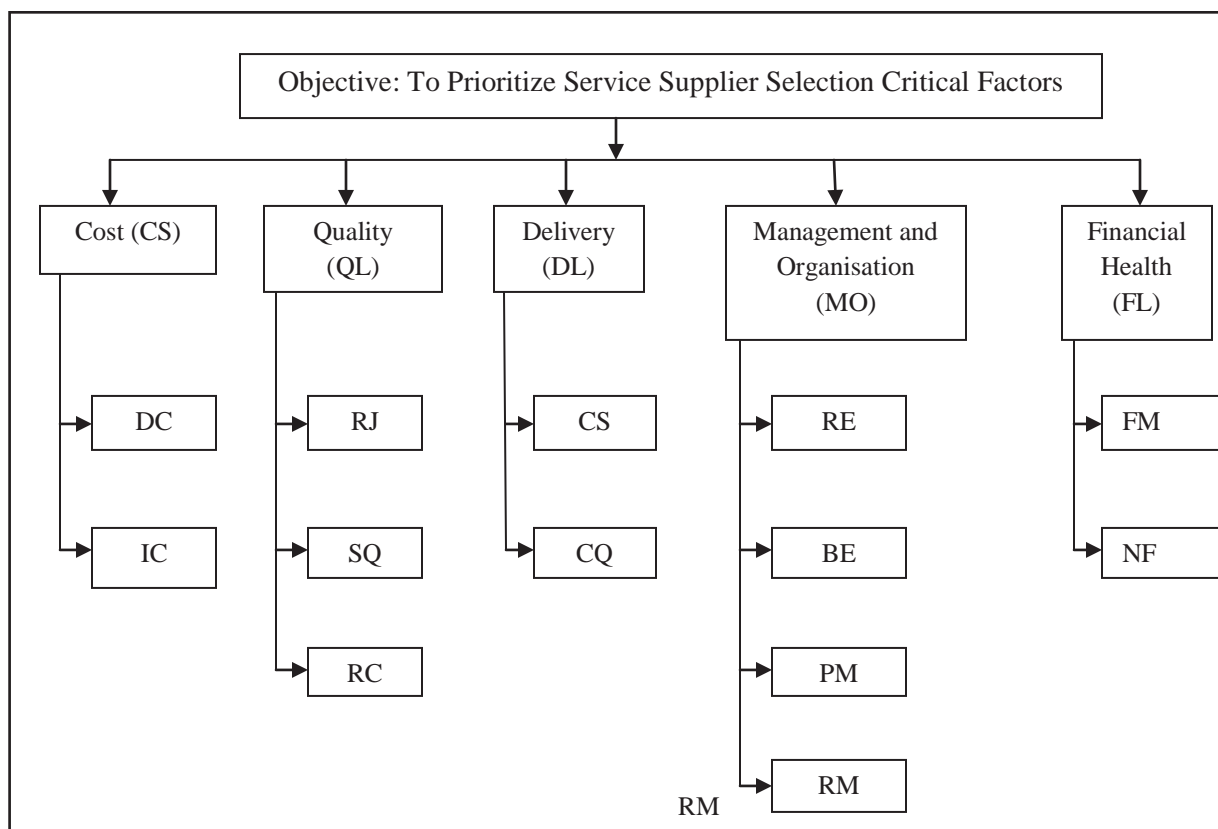 Objective: To Prioritize Service Supplier Selection Critical Factors
Cost (CS)
Quality
(QL)
Delivery
(DL)
Management and
Organisation
(MO)
Financial
Health
(FL)
DC
RJ
CS
RE
FM
IC
SQ
CQ
BE
NF
RC
PM
RM
RM